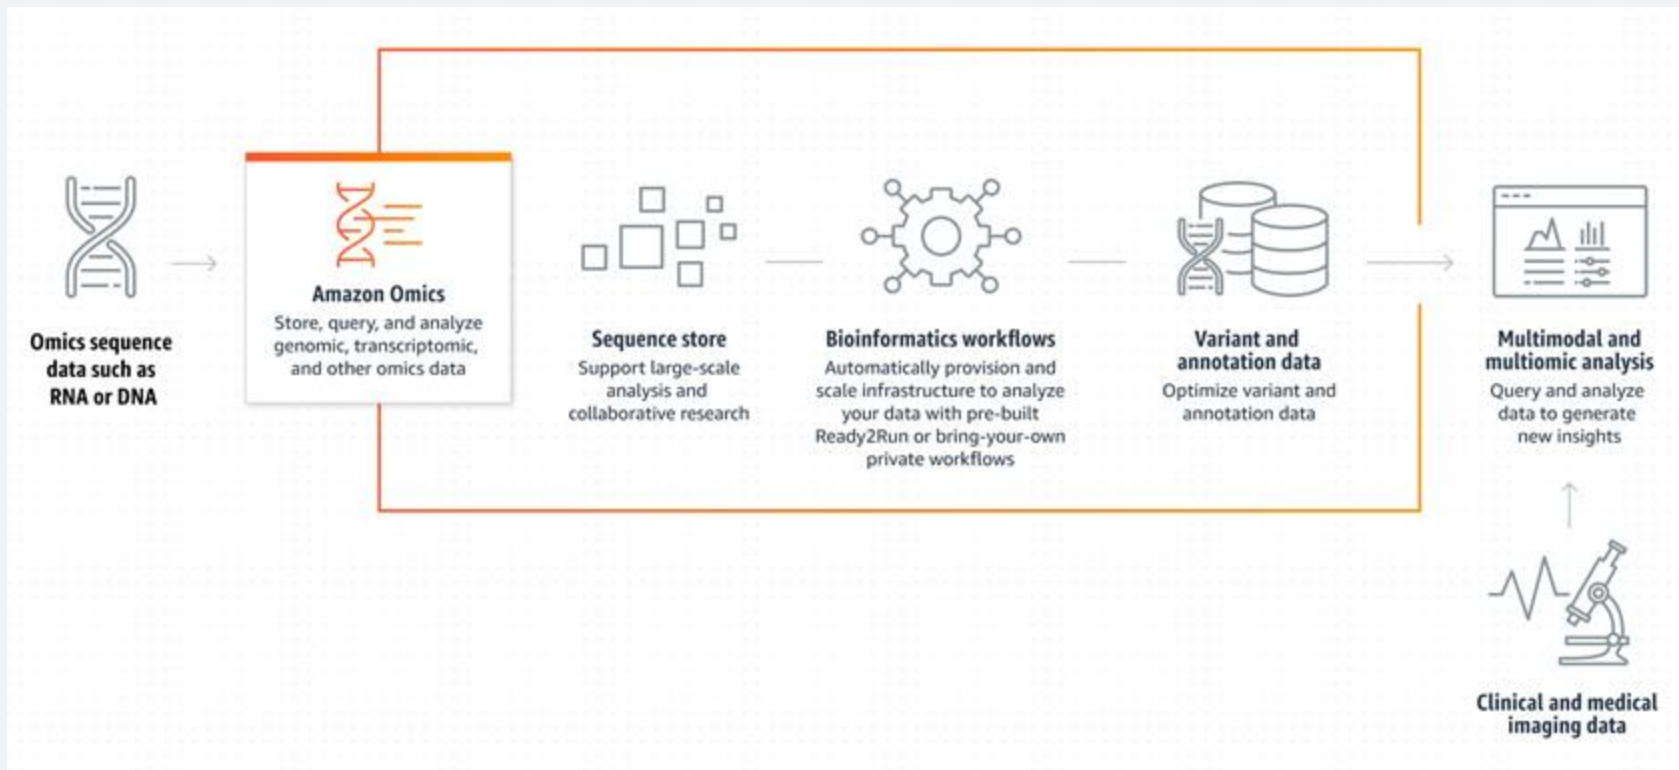 Omics sequence
data such as
RNA or DNA
Amazon Omics
Store, query, and analyze
genomic, transcriptomic,
and other omics data
Sequence store
Support large-scale
analysis and
collaborative research
Bioinformatics workflows
Automatically provision and
scale infrastructure to analyze
your data with pre-built
Ready2Run or bring-your-own
private workflows
Variant and
annotation data
Optimize variant and
annotation data
Multimodal and
multiomic analysis
Query and analyze
data to generate
new insights
Clinical and medical
imaging data